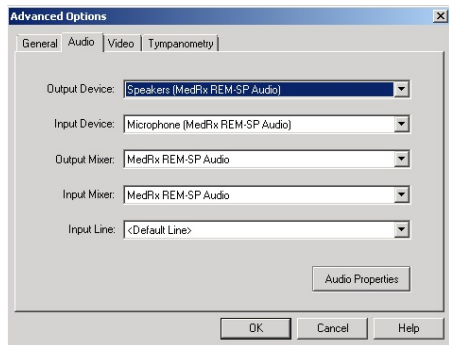 Advanced Options
General Audio Video Tympanometry
Output Device: Speakers (MedRx REM-SP Audio)
Input Device: Microphone (MedRx REM-SP Audio)
Output Mixer: MedRx REM-SP Audio
Input Mixer: MedRx REM-SP Audio
Input Line: <Default Line>
Audio Properties
OK Cancel Help